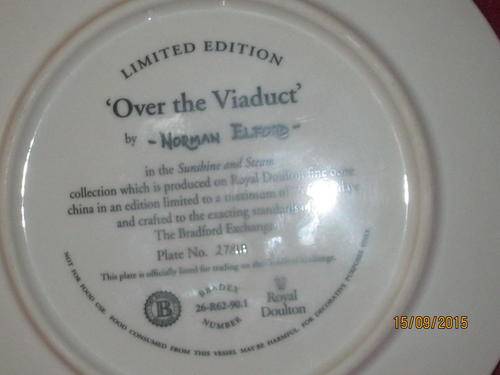 LIMITED EDITION
'Over the Viaduct'
by - NORMAN ELFORD -
in the Sunshine and Steam
collection which is produced on Royal Doulton fine bone
china in an edition limited to a maximum of
and crafted to the exacting standards of
The Bradford Exchange
Plate No.
This plate is officially listed for trading on the Bradford Exchange.
BRADEX
26-R62-90.1
NUMBER
B
Royal
Doulton
NOT FOR FOOD USE. FOOD CONSUMED FROM THIS VESSEL MAY BE HARMFUL. FOR DECORATIVE PURPOSES ONLY.
15/09/2015